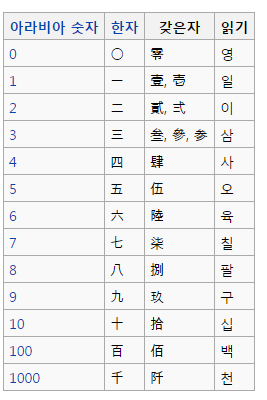 아라비아 숫자 한자 갖은자 읽기
0 〇 零 영
1 一 壹, 壱 일
2 二 貳, 弍 이
3 三 叁, 參, 参 삼
4 四 肆 사
5 五 伍 오
6 六 陸 육
7 七 柒 칠
8 八 捌 팔
9 九 玖 구
10 十 拾 십
100 百 佰 백
1000 千 阡 천